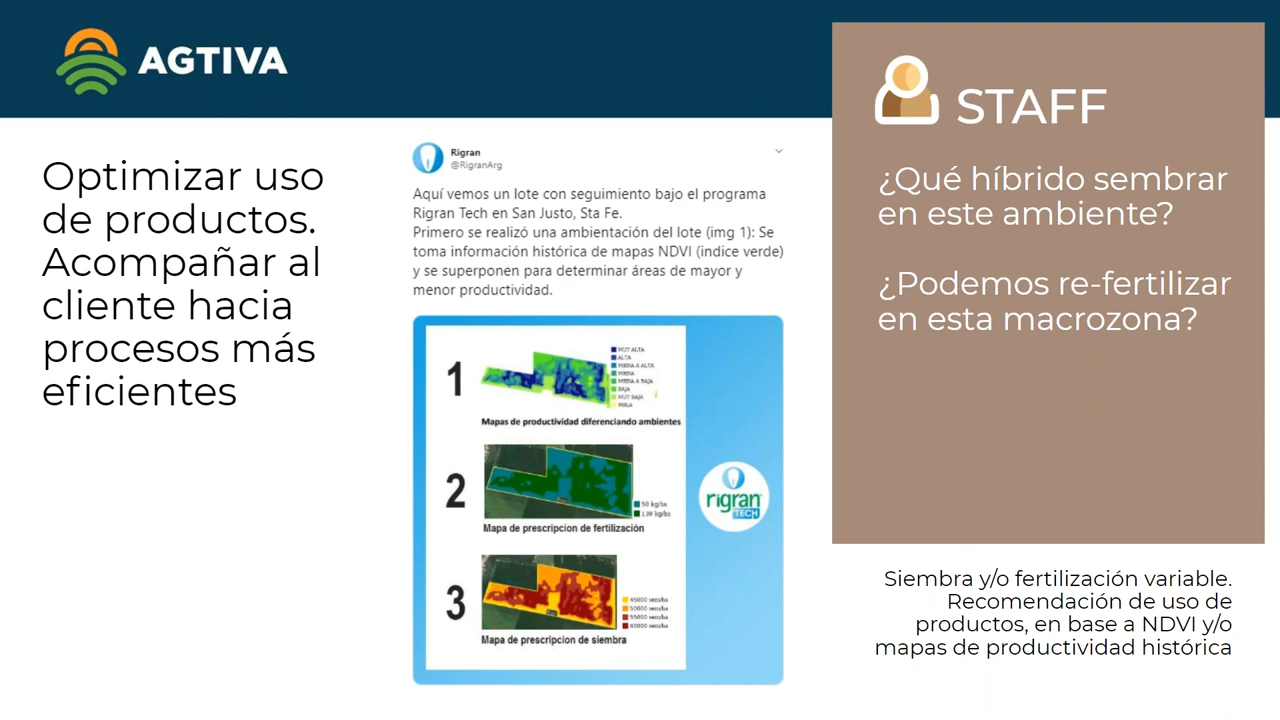 AGTIVA
STAFF
Optimizar uso
de productos.
Acompañar al
cliente hacia
procesos más
eficientes
Rigran
@RigranArg
Aquí vemos un lote con seguimiento bajo el programa
Rigran Tech en San Justo, Sta Fe.
Primero se realizó una ambientación del lote (img 1): Se
toma información histórica de mapas NDVI (indice verde)
y se superponen para determinar áreas de mayor y
menor productividad.
1
MUY ALTA
ALTA
MEDIA A ALTA
MEDIA
MEDIA A BAJA
BAJA
MUY BAJA
NULA
Mapas de productividad diferenciando ambientes
2
50 kg/ha
139 kg/ha
Mapa de prescripcion de fertilización
3
45000 sem/ha
50000 sem/ha
55000 sem/ha
60000 sem/ha
Mapa de prescripcion de siembra
rigran
TECH
¿Qué híbrido sembrar
en este ambiente?
¿Podemos re-fertilizar
en esta macrozona?
Siembra y/o fertilización variable.
Recomendación de uso de
productos, en base a NDVI y/o
mapas de productividad histórica